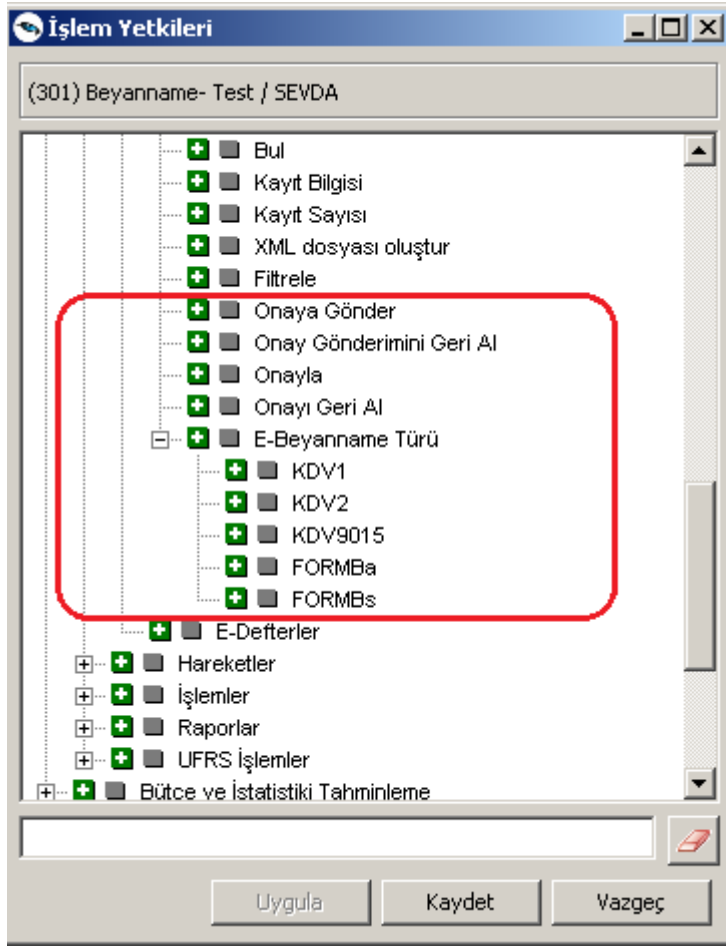 İşlem Yetkileri
(301) Beyanname- Test / SEVDA
Bul
Kayıt Bilgisi
Kayıt Sayısı
XML dosyası oluştur
Filtrele
Onaya Gönder
Onay Gönderimini Geri Al
Onayla
Onayı Geri Al
E-Beyanname Türü
KDV1
KDV2
KDV9015
FORMBa
FORMBs
E-Defterler
Hareketler
İşlemler
Raporlar
UFRS İşlemler
Bütçe ve İstatistiki Tahminleme
Uygula Kaydet Vazgeç